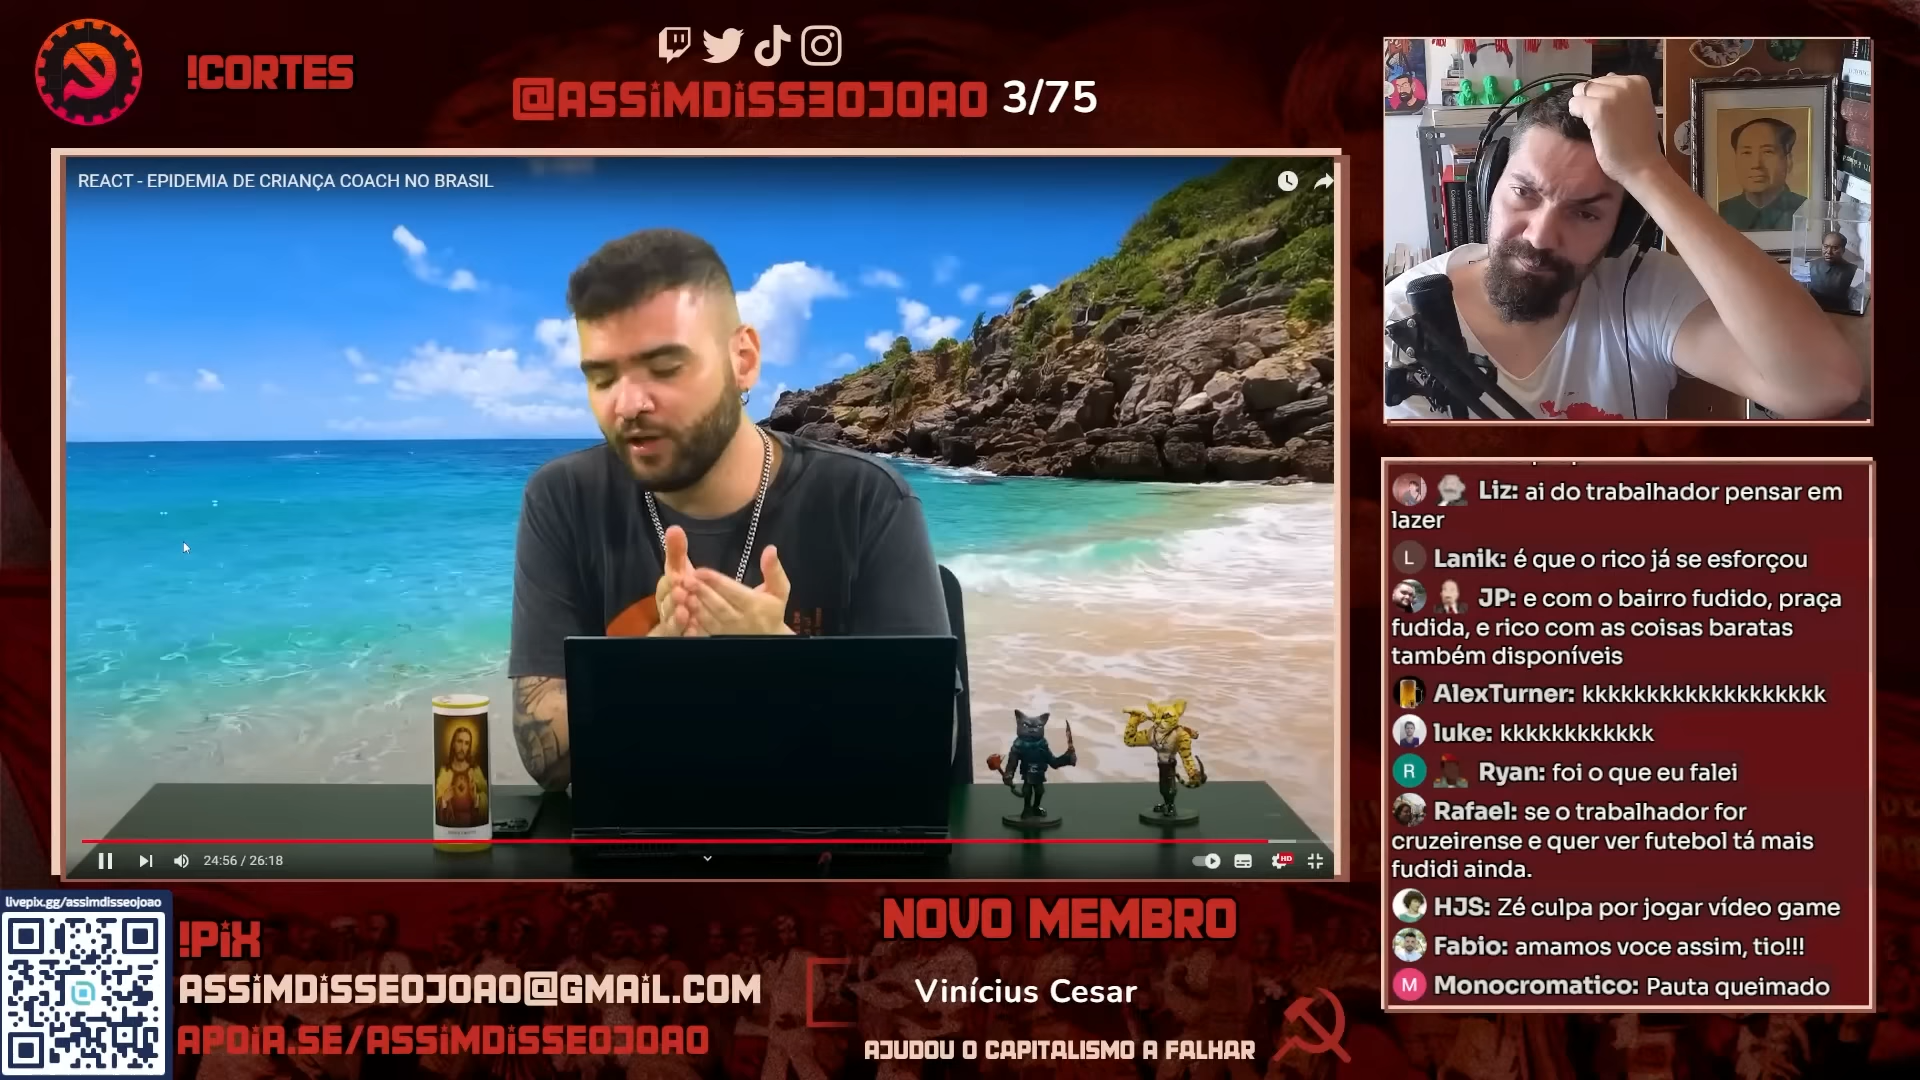 !CORTES
@ASSIMDISSEOJOAO 3/75
REACT - EPIDEMIA DE CRIANÇA COACH NO BRASIL
24:56 / 26:18
HD
Liz: ai do trabalhador pensar em
lazer
L Lanik: é que o rico já se esforçou
JP: e com o bairro fudido, praça
fudida, e rico com as coisas baratas
também disponíveis
AlexTurner: kkkkkkkkkkkkkkkkkkk
luke: kkkkkkkkkkkk
R Ryan: foi o que eu falei
Rafael: se o trabalhador for
cruzeirense e quer ver futebol tá mais
fudidi ainda.
HJS: Zé culpa por jogar vídeo game
Fabio: amamos voce assim, tio!!!
M Monocromatico: Pauta queimado
livepix.gg/assimdisseojoao
!PIX
ASSIMDISSEOJOAO@GMAIL.COM
APOIA.SE/ASSIMDISSEOJOAO
NOVO MEMBRO
Vinícius Cesar
AJUDOU O CAPITALISMO A FALHAR